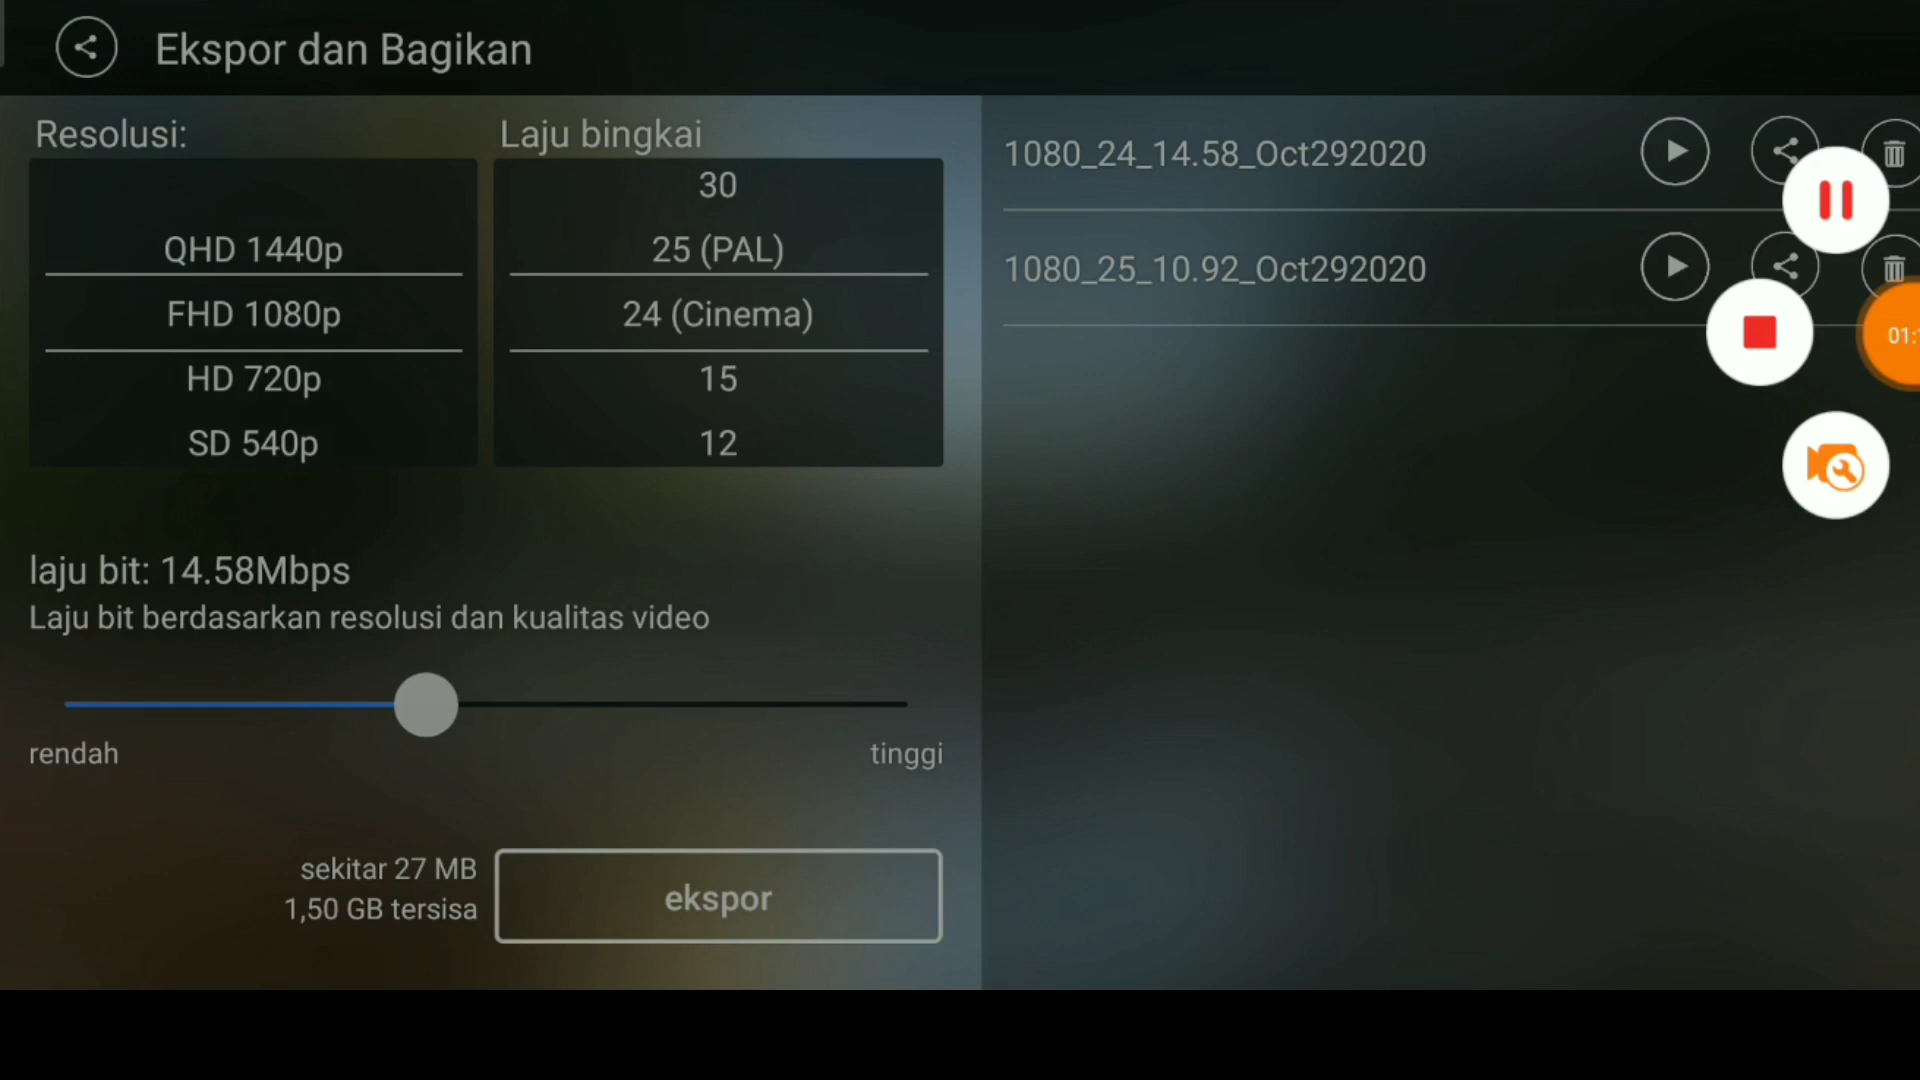 Ekspor dan Bagikan
Resolusi:
QHD 1440p
FHD 1080p
HD 720p
SD 540p
Laju bingkai
30
25 (PAL)
24 (Cinema)
15
12
laju bit: 14.58Mbps
Laju bit berdasarkan resolusi dan kualitas video
rendah
tinggi
sekitar 27 MB
1,50 GB tersisa
ekspor
1080_24_14.58_Oct292020
1080_25_10.92_Oct292020